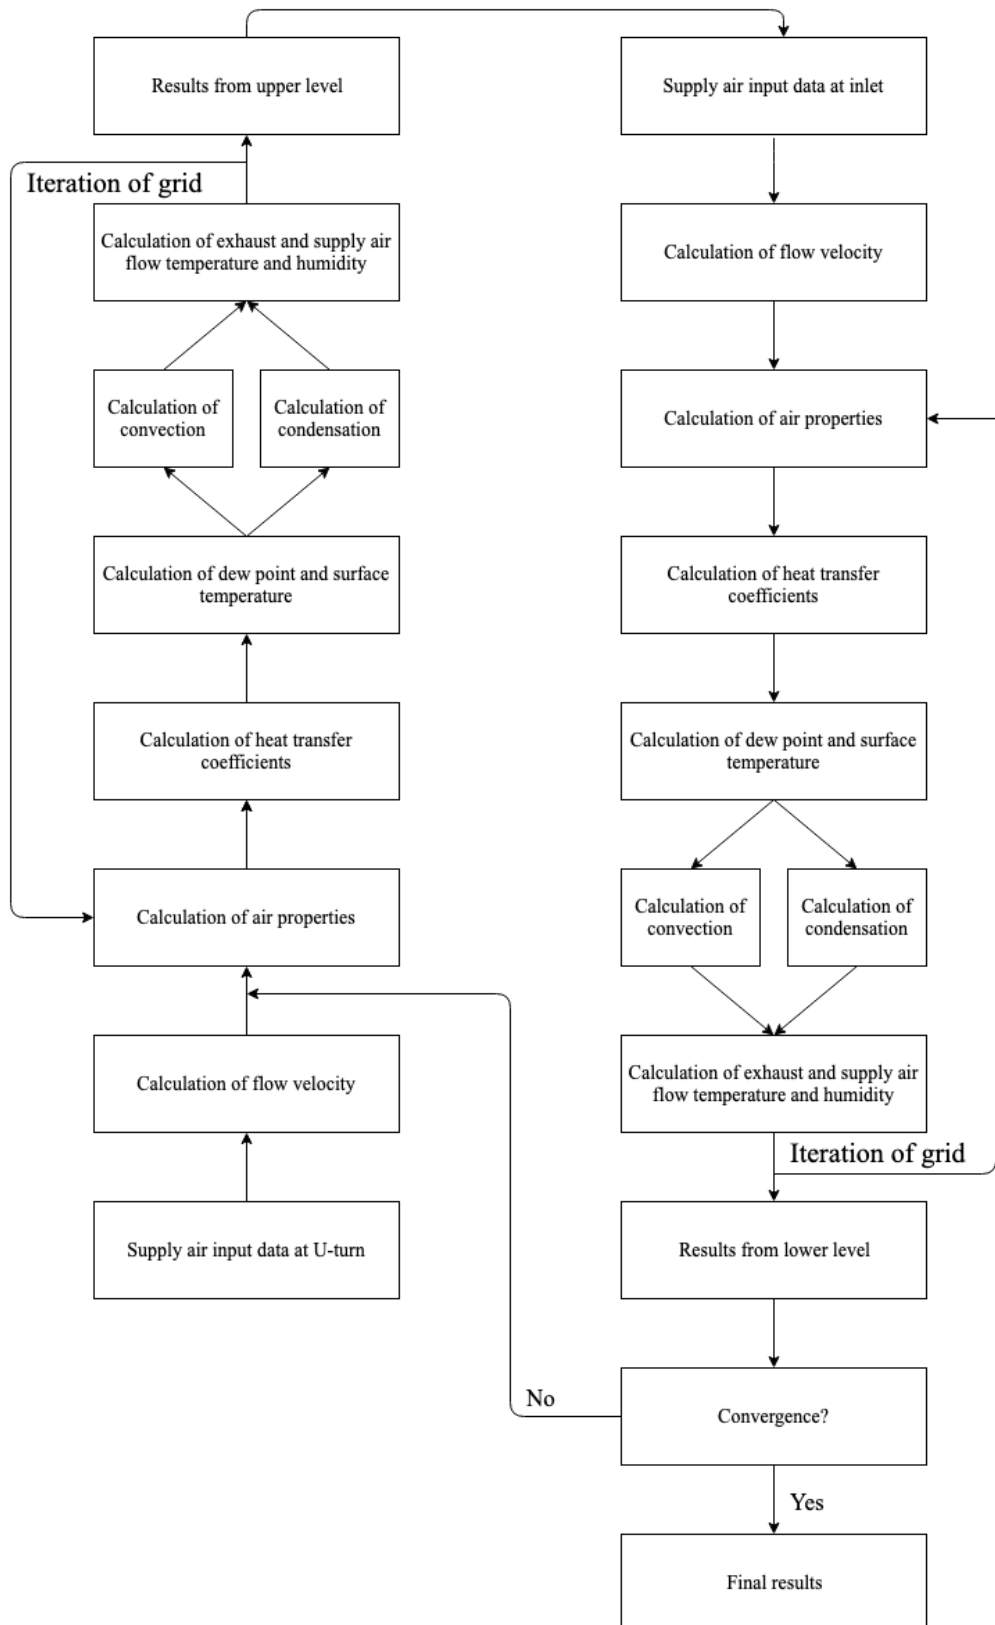 Results from upper level
Iteration of grid
Calculation of exhaust and supply air
flow temperature and humidity
Calculation of
convection
Calculation of
condensation
Calculation of dew point and surface
temperature
Calculation of heat transfer
coefficients
Calculation of air properties
Calculation of flow velocity
Supply air input data at U-turn
Supply air input data at inlet
Calculation of flow velocity
Calculation of air properties
Calculation of heat transfer
coefficients
Calculation of dew point and surface
temperature
Calculation of
convection
Calculation of
condensation
Calculation of exhaust and supply air
flow temperature and humidity
Iteration of grid
Results from lower level
No
Convergence?
Yes
Final results